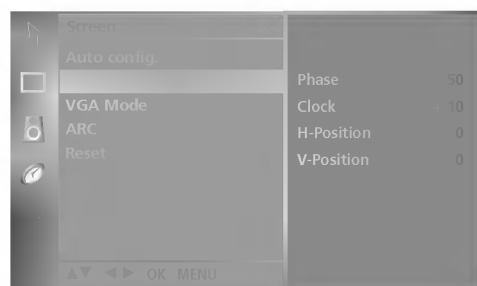 Screen
Auto config.
VGA Mode
ARC
Reset
▲▼ ◀ ▶ OK MENU
Phase 50
Clock + 10
H-Position 0
V-Position 0